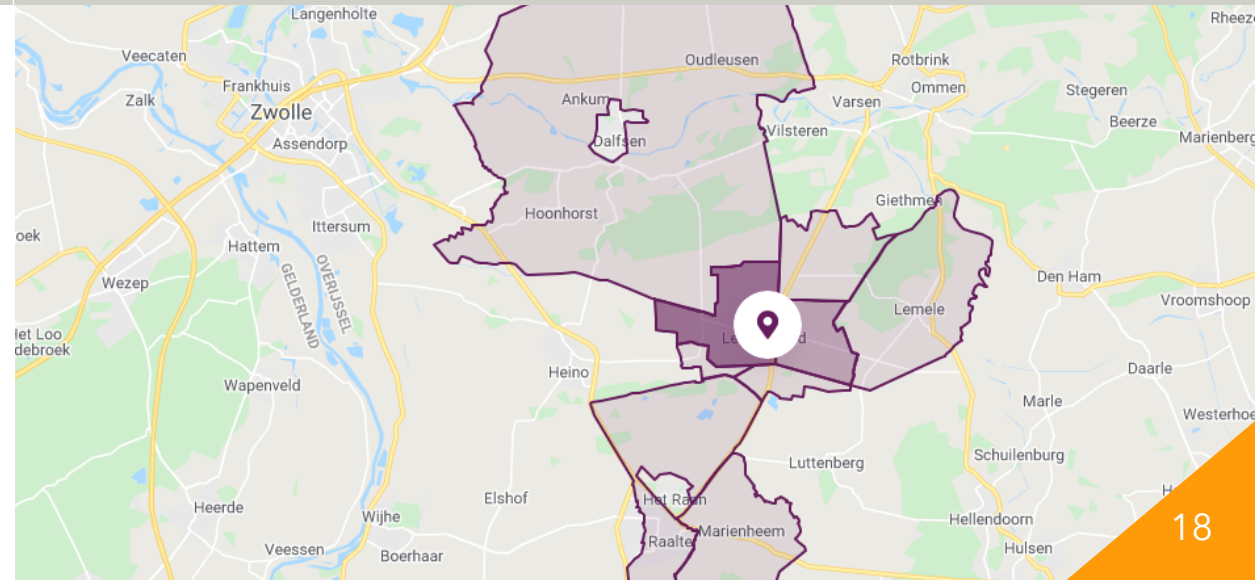 Langenholte
Rheez
Veecaten
Oudleusen
Rotbrink
Frankhuis
Ommen
Stegeren
Zalk
Ankum
Varsen
Zwolle
Beerze
Vilsteren
Marienberg
Assendorp
Dalfsen
Giethmen
Hoonhorst
Ittersum
oek
Hattem
Den Ham
Wezep
GELDERLAND
OVERIJSSEL
Vroomshoop
Lemele
Het Loo
debroek
Le
d
Heino
Daarle
Wapenveld
Marle
Westerhoe
Schuilenburg
Luttenberg
Elshof
Het Raan
H
Heerde
Wijhe
Marienheem
Hellendoorn
18
Raalte
Veessen
Boerhaar
Hulsen